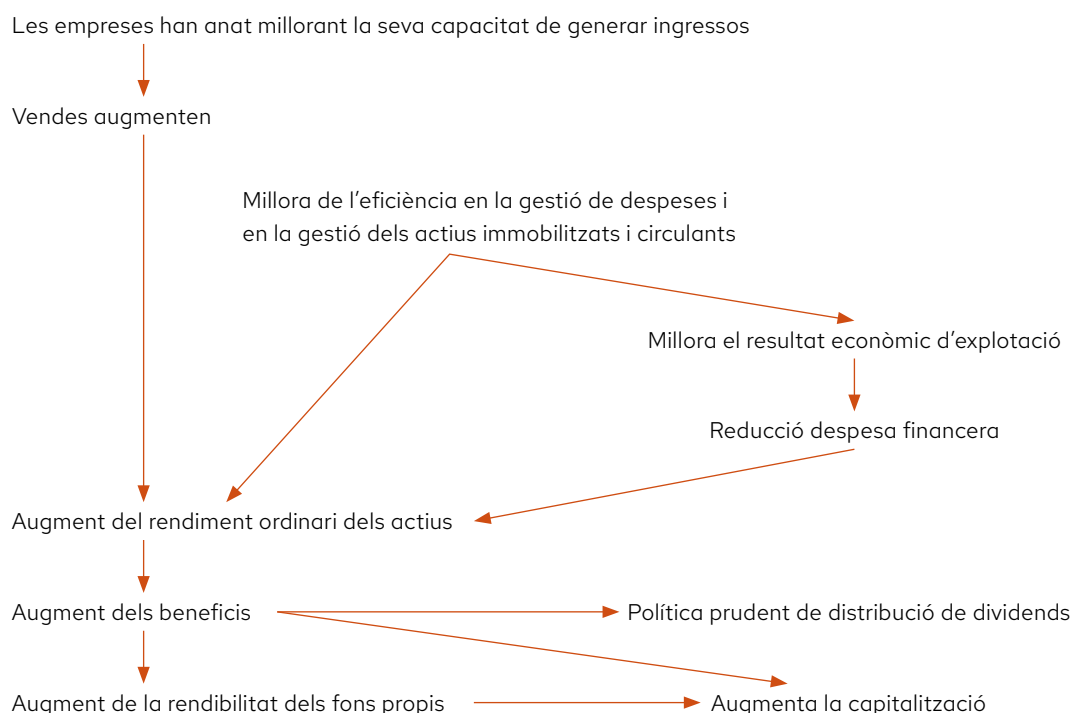 Les empreses han anat millorant la seva capacitat de generar ingressos
Vendes augmenten
Millora de l’eficiència en la gestió de despeses i
en la gestió dels actius immobilitzats i circulants
Millora el resultat econòmic d’explotació
Reducció despesa financera
Augment del rendiment ordinari dels actius
Augment dels beneficis
Política prudent de distribució de dividends
Augment de la rendibilitat dels fons propis
Augmenta la capitalització